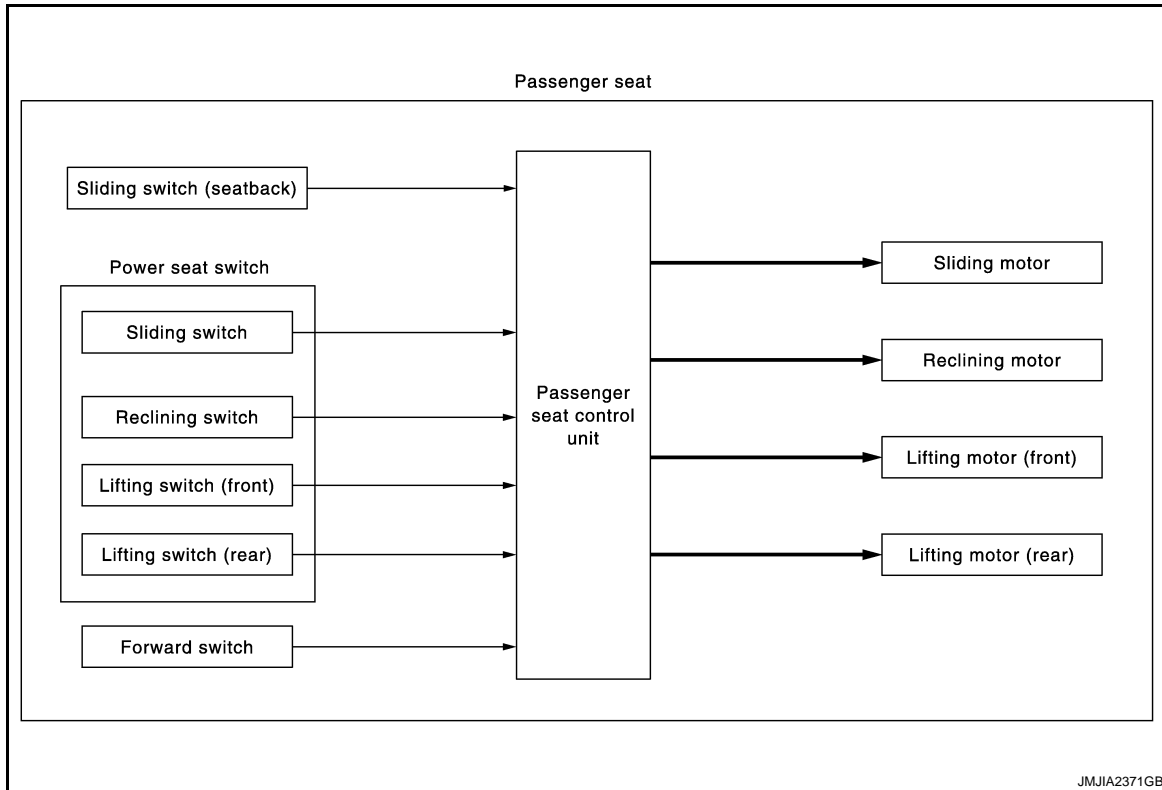 Passenger seat
Sliding switch (seatback)
Power seat switch
Sliding switch
Reclining switch
Lifting switch (front)
Lifting switch (rear)
Forward switch
Passenger
seat control
unit
Sliding motor
Reclining motor
Lifting motor (front)
Lifting motor (rear)
JMJIA2371GB